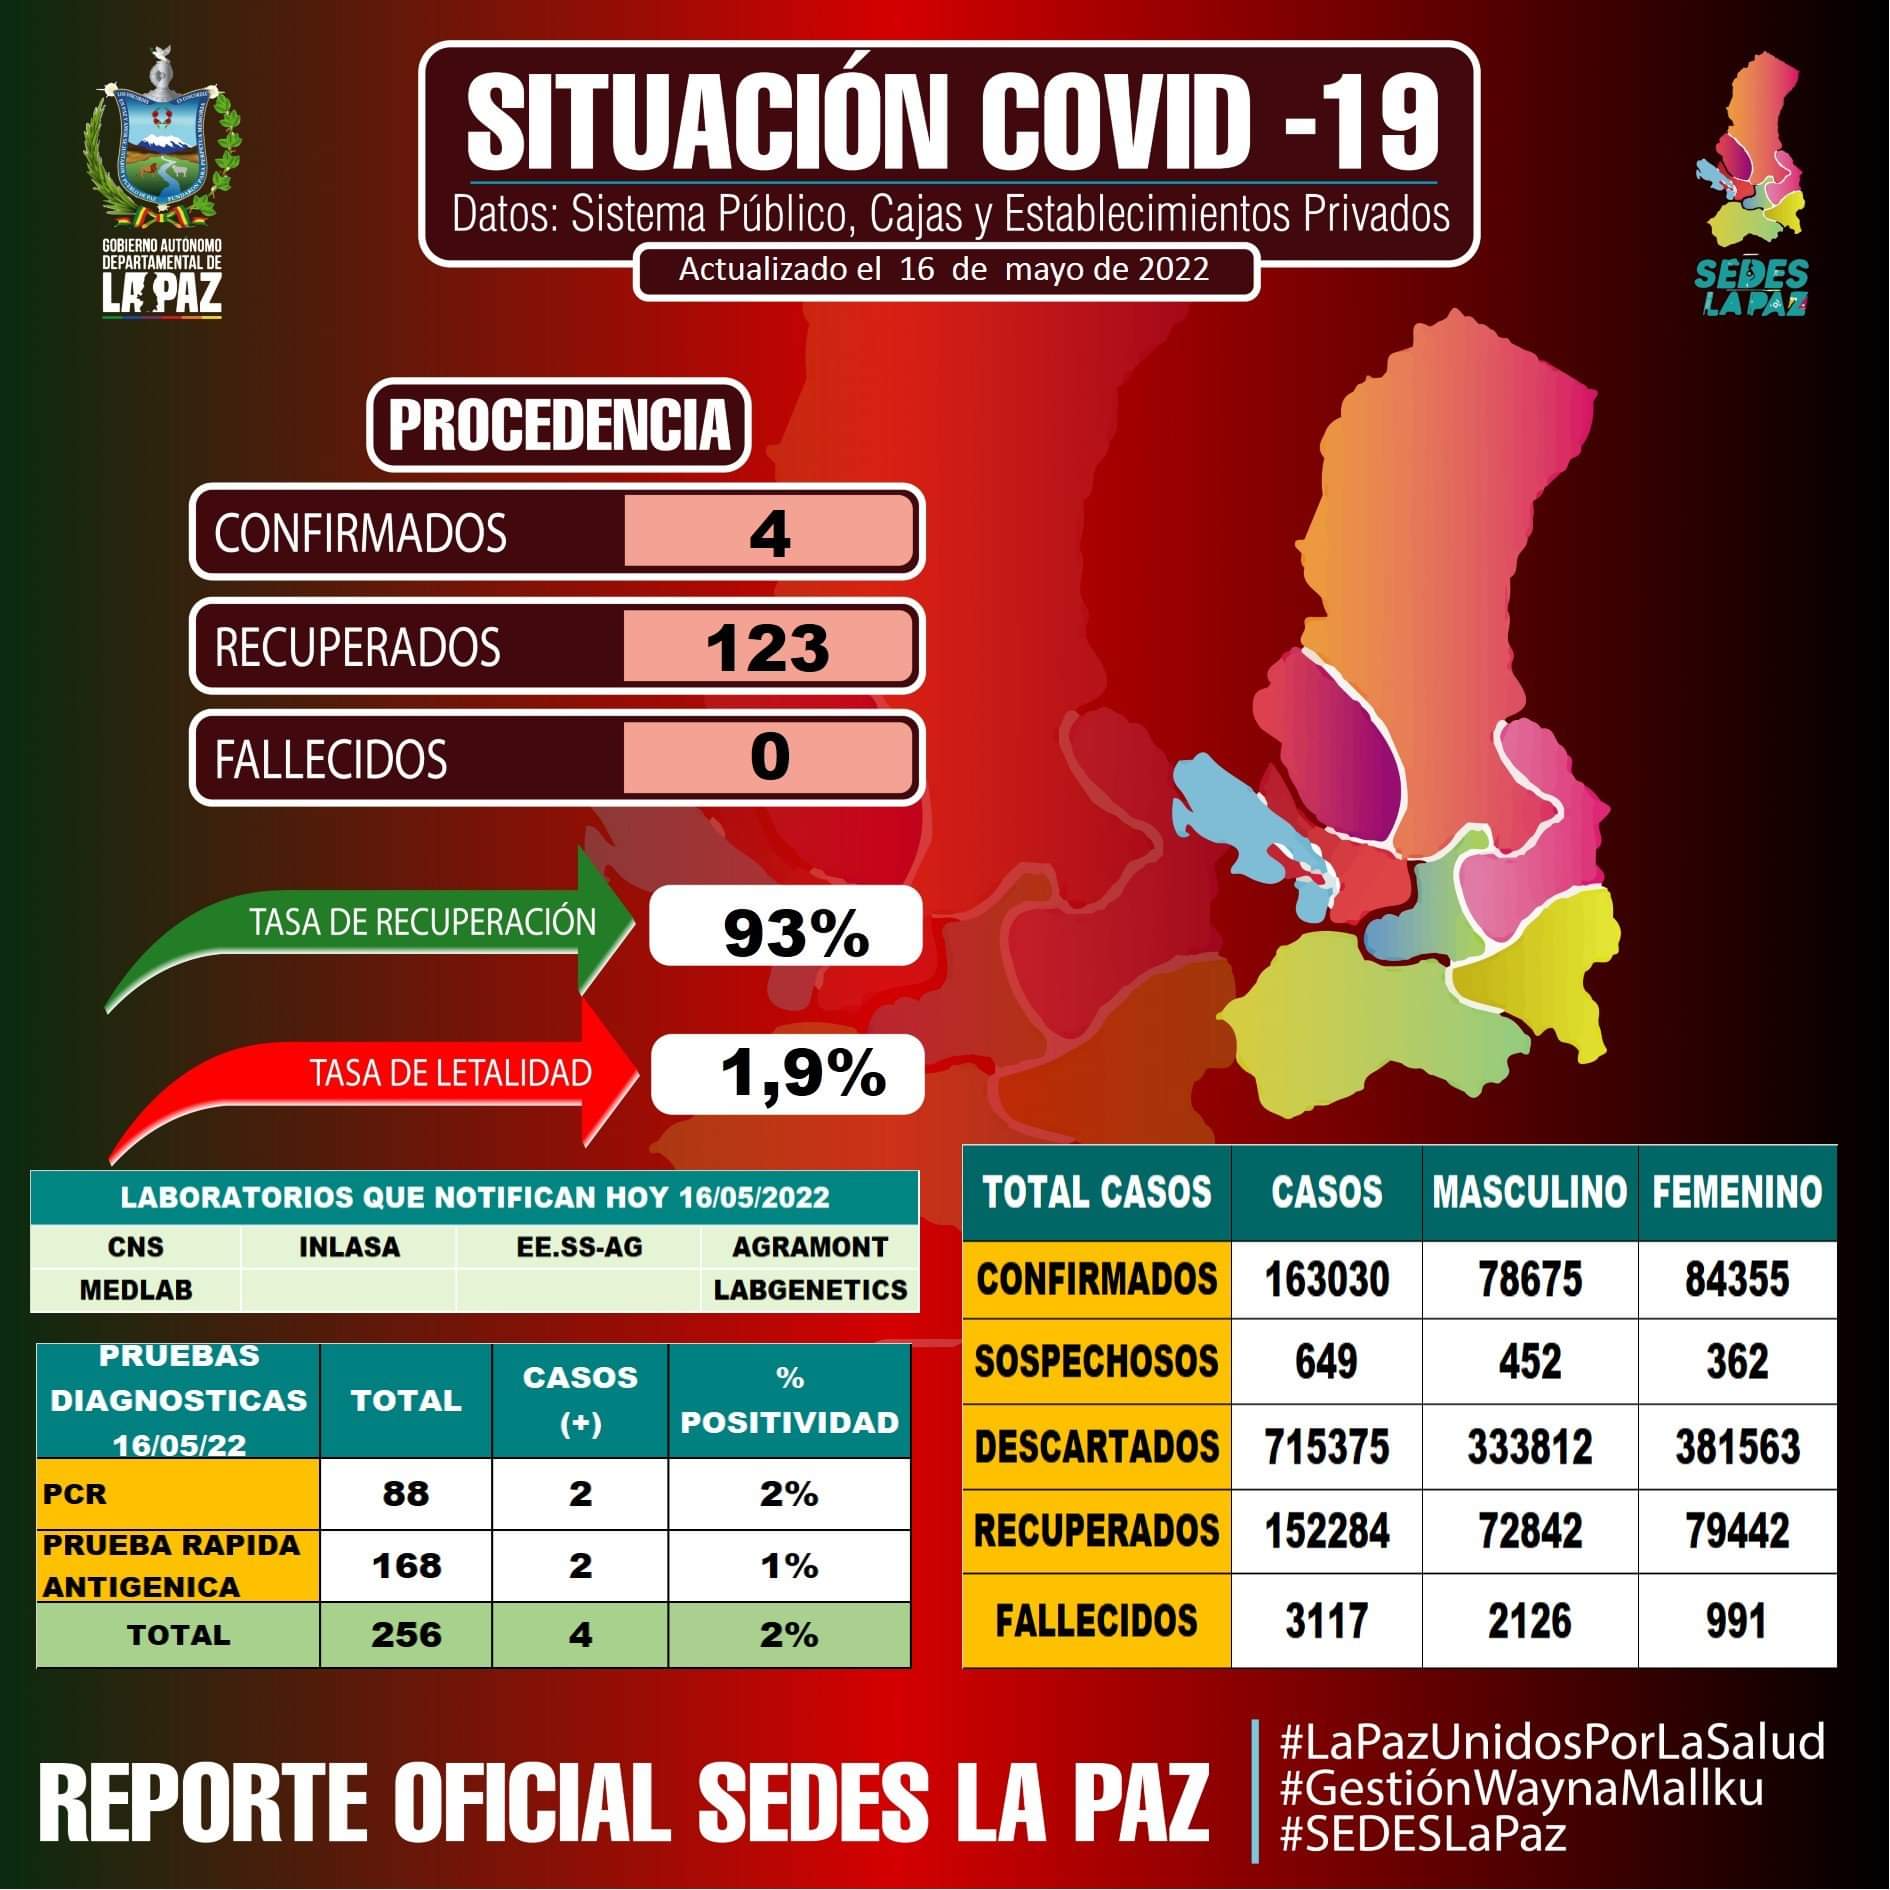 GOBIERNO AUTÓNOMO
DEPARTAMENTAL DE
LA PAZ
SITUACIÓN COVID -19
Datos: Sistema Público, Cajas y Establecimientos Privados
Actualizado el 16 de mayo de 2022
SEDES
LA PAZ
PROCEDENCIA
CONFIRMADOS 4
RECUPERADOS 123
FALLECIDOS 0
TASA DE RECUPERACIÓN 93%
TASA DE LETALIDAD 1,9%
LABORATORIOS QUE NOTIFICAN HOY 16/05/2022
CNS INLASA EE.SS-AG AGRAMONT
MEDLAB LABGENETICS
PRUEBAS
DIAGNOSTICAS
16/05/22
TOTAL
CASOS
(+)
%
POSITIVIDAD
PCR 88 2 2%
PRUEBA RAPIDA
ANTIGENICA
168 2 1%
TOTAL 256 4 2%
TOTAL CASOS CASOS MASCULINO FEMENINO
CONFIRMADOS 163030 78675 84355
SOSPECHOSOS 649 452 362
DESCARTADOS 715375 333812 381563
RECUPERADOS 152284 72842 79442
FALLECIDOS 3117 2126 991
REPORTE OFICIAL SEDES LA PAZ
#LaPazUnidosPorLaSalud
#GestiónWaynaMallku
#SEDESLaPaz